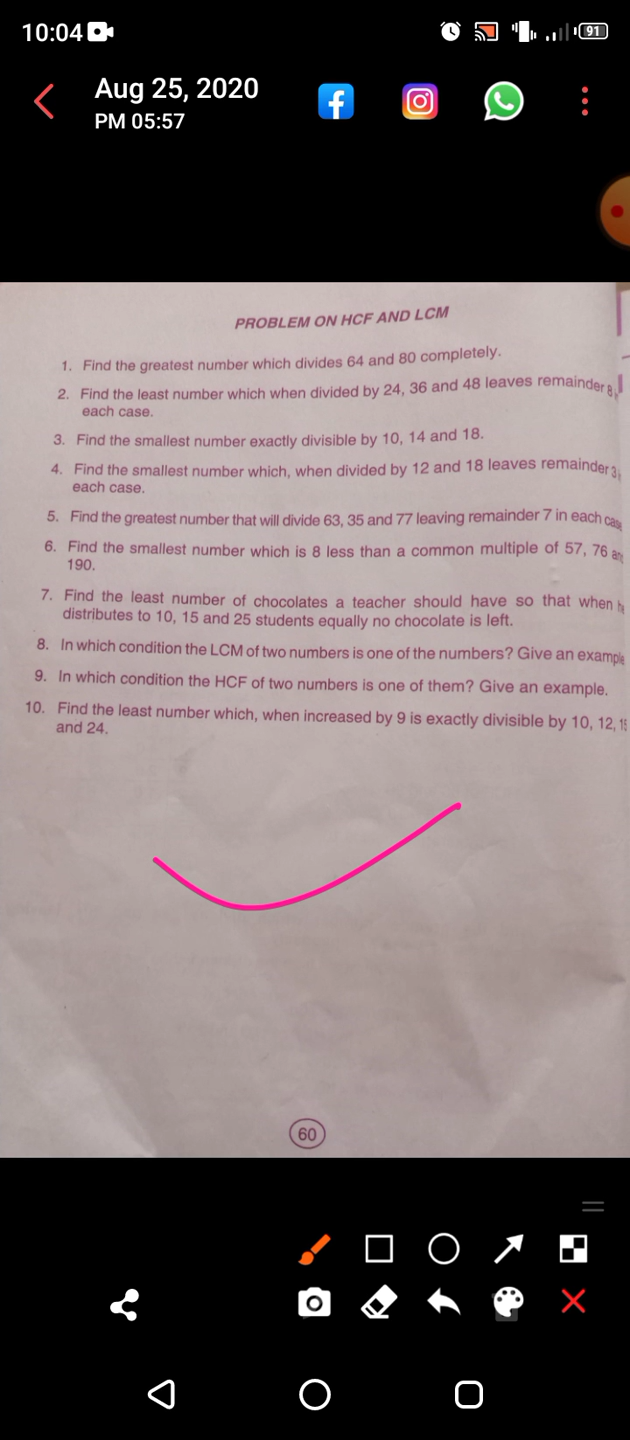 10:04
91
Aug 25, 2020
PM 05:57
PROBLEM ON HCF AND LCM
1. Find the greatest number which divides 64 and 80 completely.
2. Find the least number which when divided by 24, 36 and 48 leaves remainder 8
each case.
3. Find the smallest number exactly divisible by 10, 14 and 18.
4. Find the smallest number which, when divided by 12 and 18 leaves remainder 3
each case.
5. Find the greatest number that will divide 63, 35 and 77 leaving remainder 7 in each case
6. Find the smallest number which is 8 less than a common multiple of 57, 76
190.
7. Find the least number of chocolates a teacher should have so that when
distributes to 10, 15 and 25 students equally no chocolate is left.
8. In which condition the LCM of two numbers is one of the numbers? Give an example
9. In which condition the HCF of two numbers is one of them? Give an example.
10. Find the least number which, when increased by 9 is exactly divisible by 10, 12,
and 24.
60